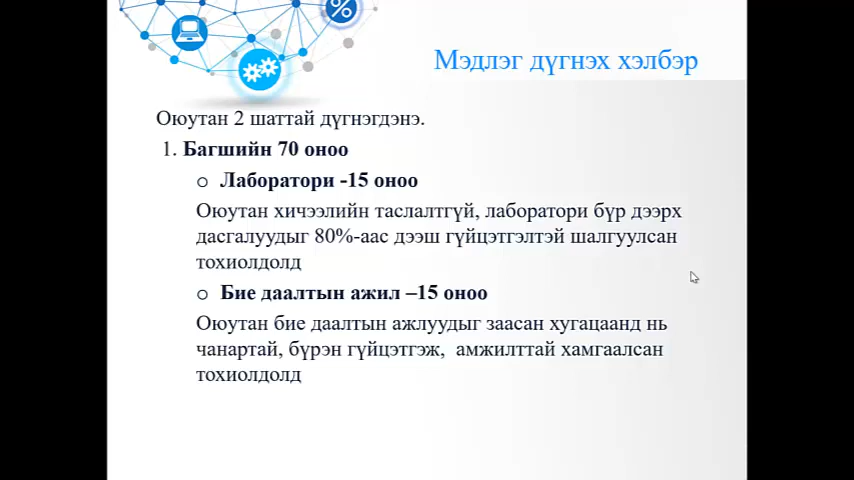 Мэдлэг дүгнэх хэлбэр
Оюутан 2 шаттай дүгнэгдэнэ.
1. Багшийн 70 оноо
o Лаборатори -15 оноо
Оюутан хичээлийн таслалтгүй, лаборатори бүр дээрх
дасгалуудыг 80%-аас дээш гүйцэтгэлтэй шалгуулсан
тохиолдолд
o Бие даалтын ажил –15 оноо
Оюутан бие даалтын ажлуудыг заасан хугацаанд нь
чанартай, бүрэн гүйцэтгэж, амжилттай хамгаалсан
тохиолдолд